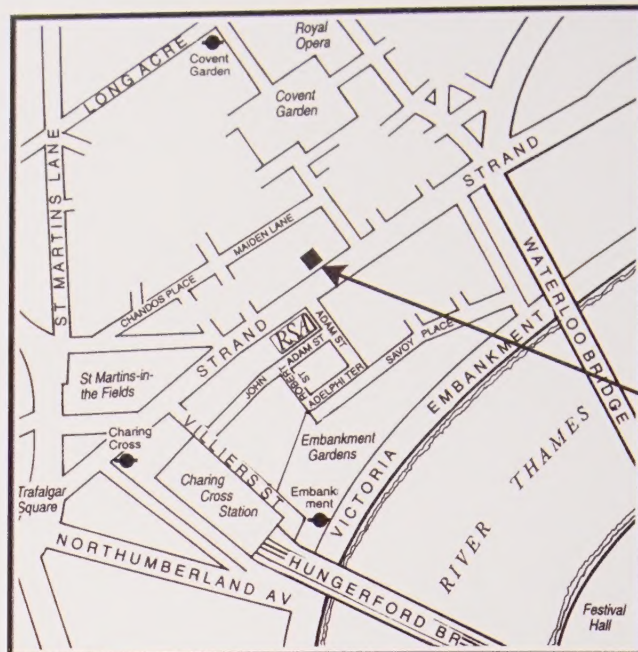 Royal
Opera
Covent
Garden
LONG ACRE
Covent
Garden
STRAND
ST MARTINS LANE
MAIDEN LANE
CHANDOS PLACE
WATERLOO BRIDGE
STRAND
RSA
ADAM ST
JOHN ADAM ST
ROBERT ST
ADELPHI TER
SAVOY PLACE
VICTORIA EMBANKMENT
St Martins-in-
the Fields
Charing
Cross
VILLIERS ST
Embankment
Gardens
Trafalgar
Square
Charing
Cross
Station
Embank
ment
RIVER THAMES
NORTHUMBERLAND AV
HUNGERFORD BR
Festival
Hall